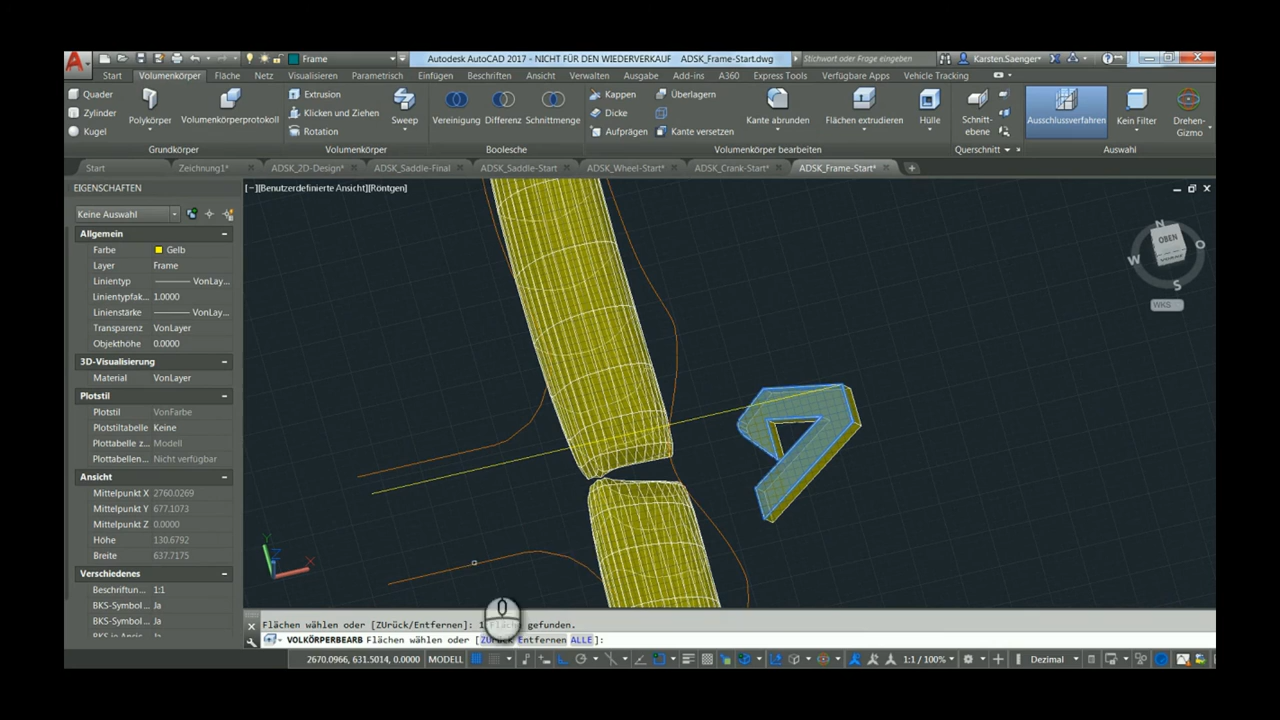 Frame
Autodesk AutoCAD 2017 - NICHT FÜR DEN WIEDERVERKAUF ADSK_Frame-Start.dwg
Stichwort oder Frage eingeben
Karsten.Saenger
Start Volumenkörper Fläche Netz Visualisieren Parametrisch Einfügen Beschriften Ansicht Verwalten Ausgabe Add-ins A360 Express Tools Verfügbare Apps Vehicle Tracking
Quader
Zylinder
Kugel
Polykörper
Volumenkörperprotokoll
Grundkörper
Extrusion
Klicken und Ziehen
Rotation
Sweep
Volumenkörper
Vereinigung Differenz Schnittmenge
Boolesche
Kappen
Dicke
Aufprägen
Überlagern
Kante versetzen
Kante abrunden
Flächen extrudieren
Hülle
Volumenkörper bearbeiten
Schnitt-
ebene
Querschnitt
Ausschlussverfahren
Kein Filter
Drehen-
Gizmo
Auswahl
Start Zeichnung1* ADSK_2D-Design* ADSK_Saddle-Final ADSK_Saddle-Start ADSK_Wheel-Start* ADSK_Crank-Start* ADSK_Frame-Start*
EIGENSCHAFTEN
Keine Auswahl
Allgemein
Farbe Gelb
Layer Frame
Linientyp VonLay...
Linientypfak... 1.0000
Linienstärke VonLay...
Transparenz VonLayer
Objekthöhe 0.0000
3D-Visualisierung
Material VonLayer
Plotstil
Plotstil VonFarbe
Plotstiltabelle Keine
Plottabelle z... Modell
Plottabellen... Nicht verfügbar
Ansicht
Mittelpunkt X 2760.0269
Mittelpunkt Y 677.1073
Mittelpunkt Z 0.0000
Höhe 130.6792
Breite 637.7175
Verschiedenes
Beschriftun... 1:1
BKS-Symbol ... Ja
BKS-Symbol ... Ja
[−][Benutzerdefinierte Ansicht][Röntgen]
N
W
OBEN
O
S
WKS
Y
Z
X
Flächen wählen oder [ZUrück/Entfernen]: 1 Fläche gefunden.
VOLKÖRPERBEARB Flächen wählen oder [ZUrück Entfernen ALLE]:
2670.0966, 631.5014, 0.0000 MODELL 1:1 / 100% Dezimal